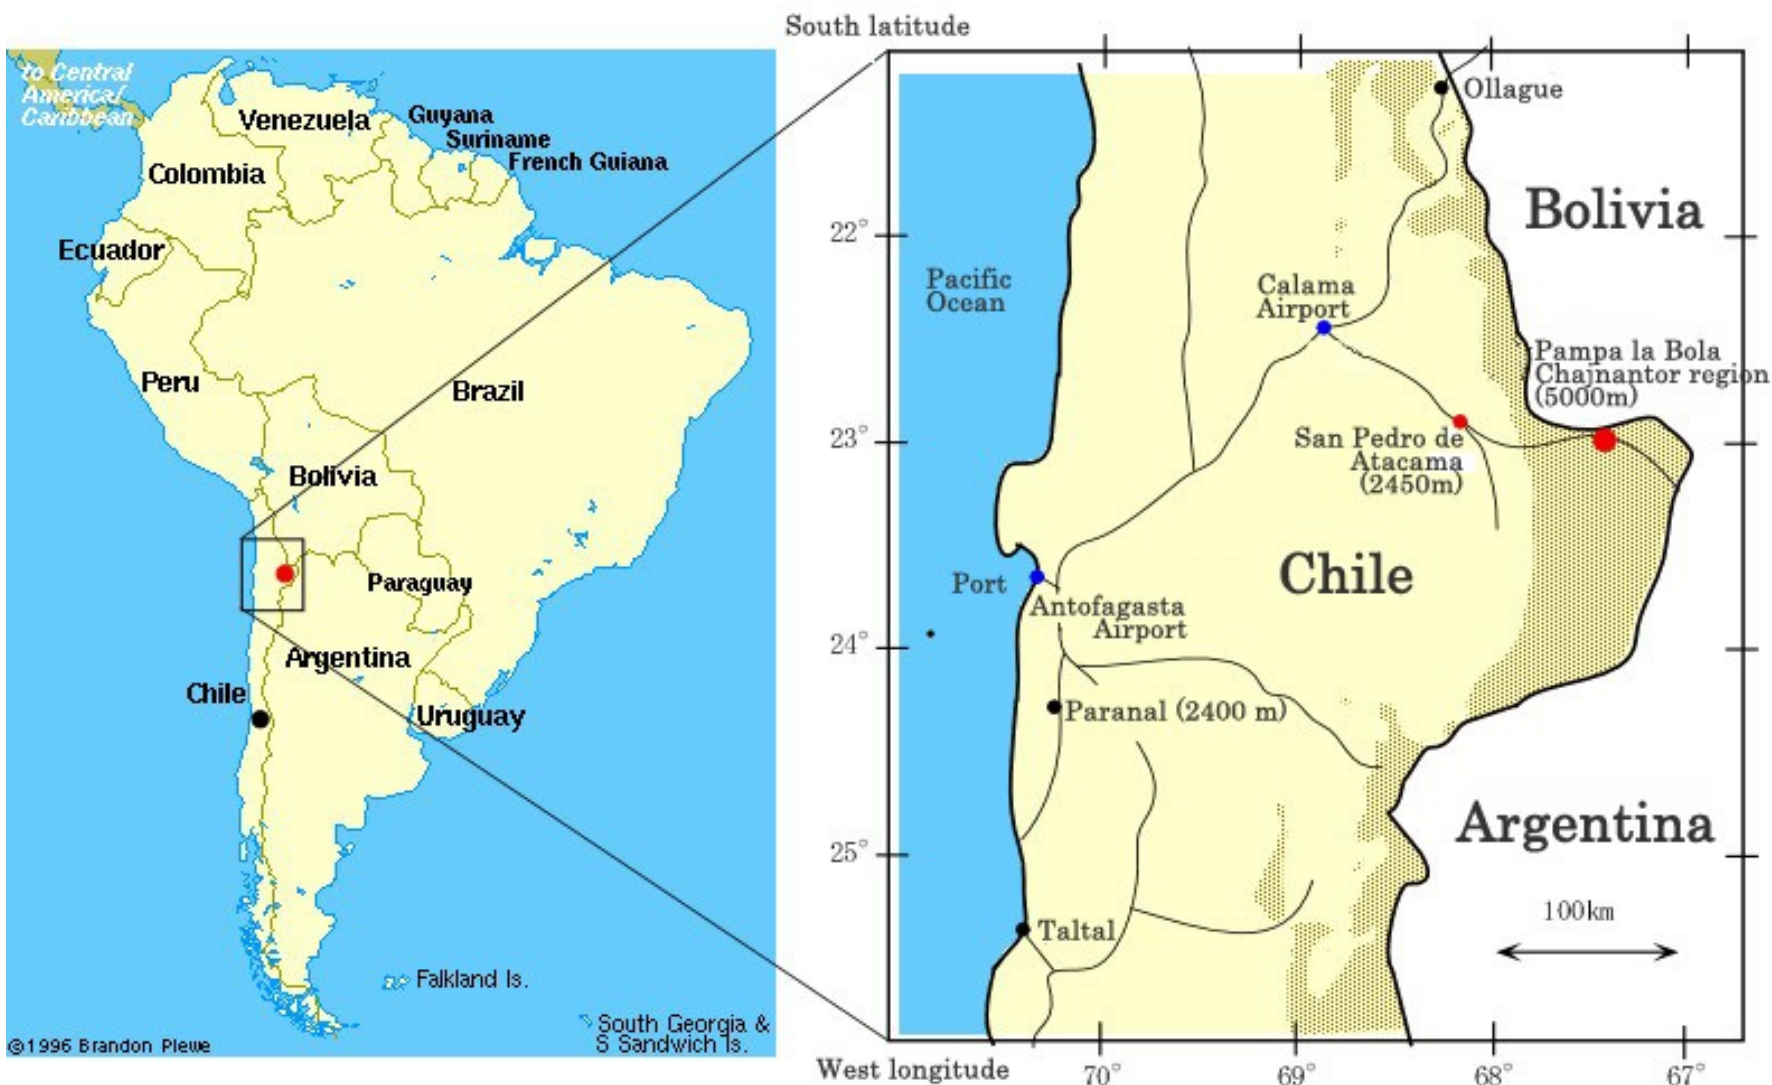 to Central
America/
Caribbean
Venezuela
Guyana
Suriname
French Guiana
Colombia
Ecuador
Peru
Brazil
Bolivia
Paraguay
Argentina
Chile
Uruguay
Falkland Is.
South Georgia &
S Sandwich Is.
©1996 Brandon Plewe
South latitude
Ollague
Bolivia
22°
Pacific
Ocean
Calama
Airport
Pampa la Bola
Chajnantor region
(5000m)
23°
San Pedro de
Atacama
(2450m)
Chile
Port
Antofagasta
Airport
24°
Paranal (2400 m)
Argentina
25°
100km
Taltal
West longitude
70°
69°
68°
67°